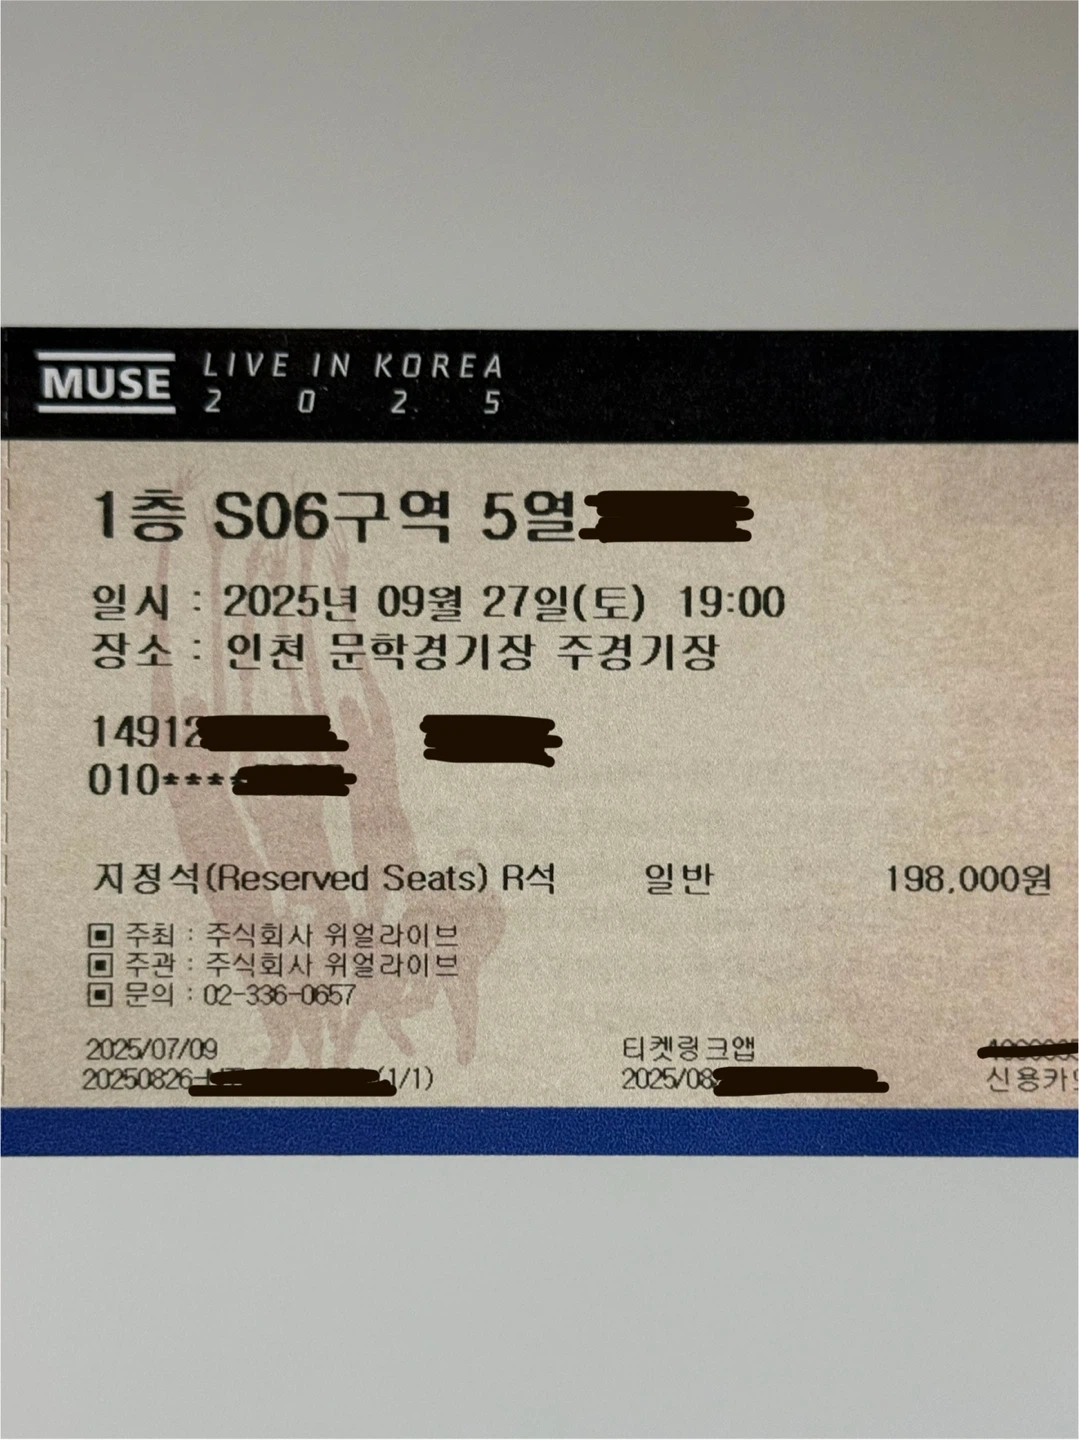 MUSE
LIVE IN KOREA
2025
1층 S06구역 5열
일시 : 2025년 09월 27일(토) 19:00
장소 : 인천 문학경기장 주경기장
14912
010****
지정석(Reserved Seats) R석 일반 198,000원
▣ 주최 : 주식회사 위얼라이브
▣ 주관 : 주식회사 위얼라이브
▣ 문의 : 02-336-0657
2025/07/09 티켓링크앱
20250826- (1/1) 2025/08 신용카드